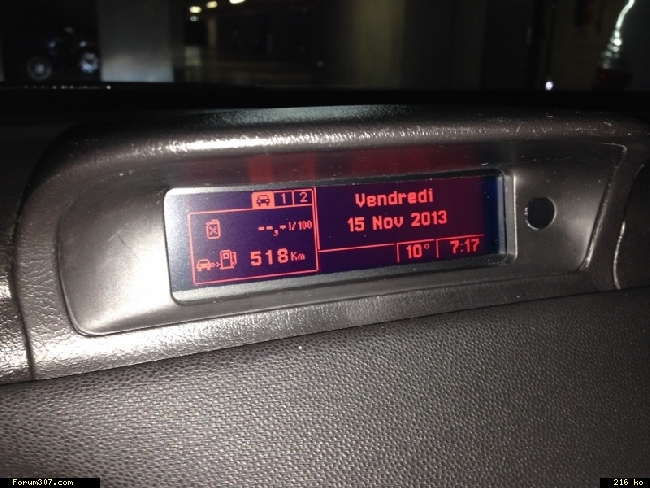 1 2
--,- l/100
518 Km
Vendredi
15 Nov 2013
10° 7:17
Forum307.com
216 ko